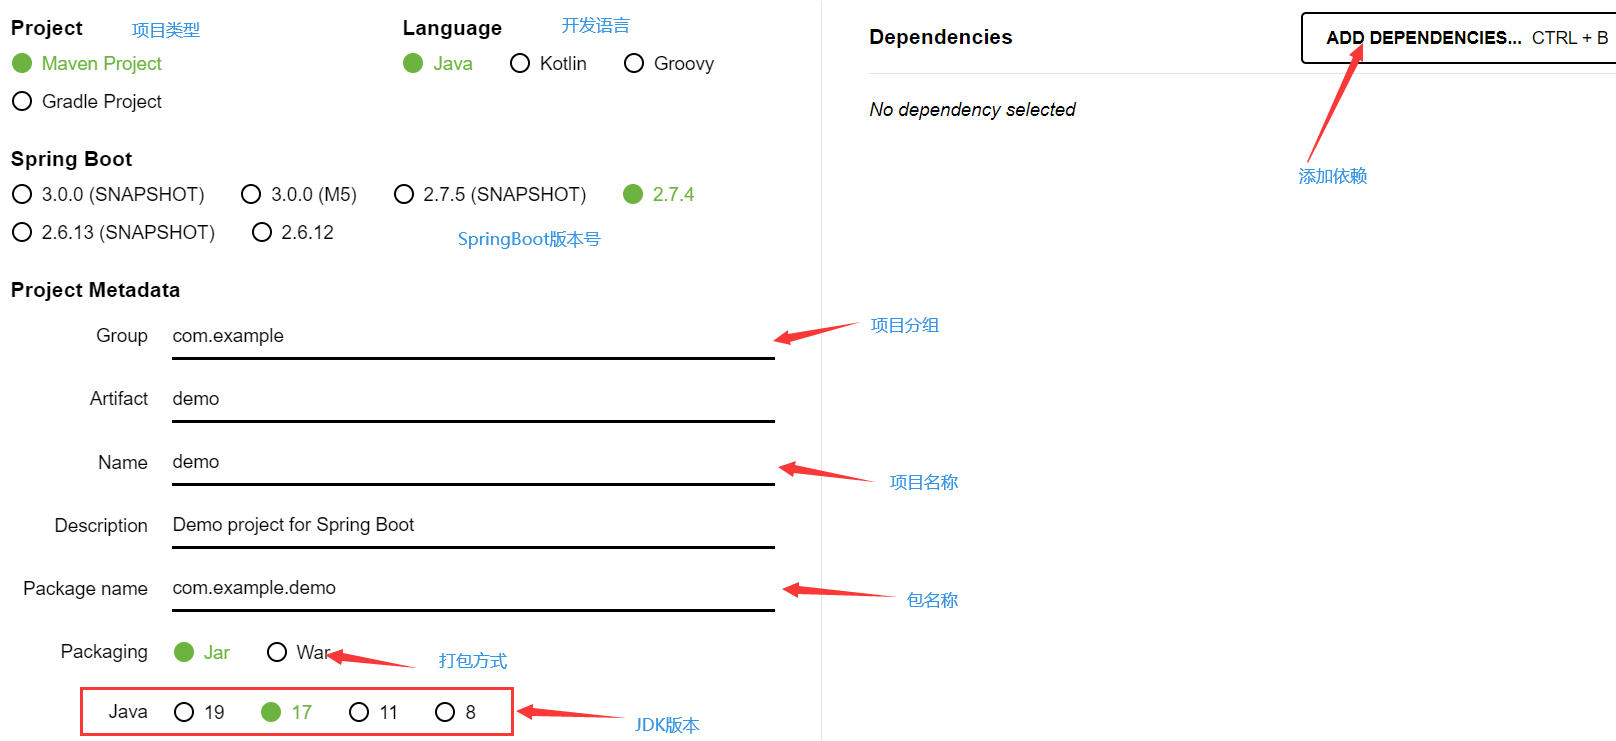 Project 项目类型
Maven Project
Gradle Project
Language 开发语言
Java Kotlin Groovy
Spring Boot
3.0.0 (SNAPSHOT) 3.0.0 (M5) 2.7.5 (SNAPSHOT) 2.7.4
2.6.13 (SNAPSHOT) 2.6.12
SpringBoot版本号
Project Metadata
Group com.example 项目分组
Artifact demo
Name demo 项目名称
Description Demo project for Spring Boot
Package name com.example.demo 包名称
Packaging Jar War 打包方式
Java 19 17 11 8 JDK版本
Dependencies ADD DEPENDENCIES... CTRL + B
No dependency selected
添加依赖